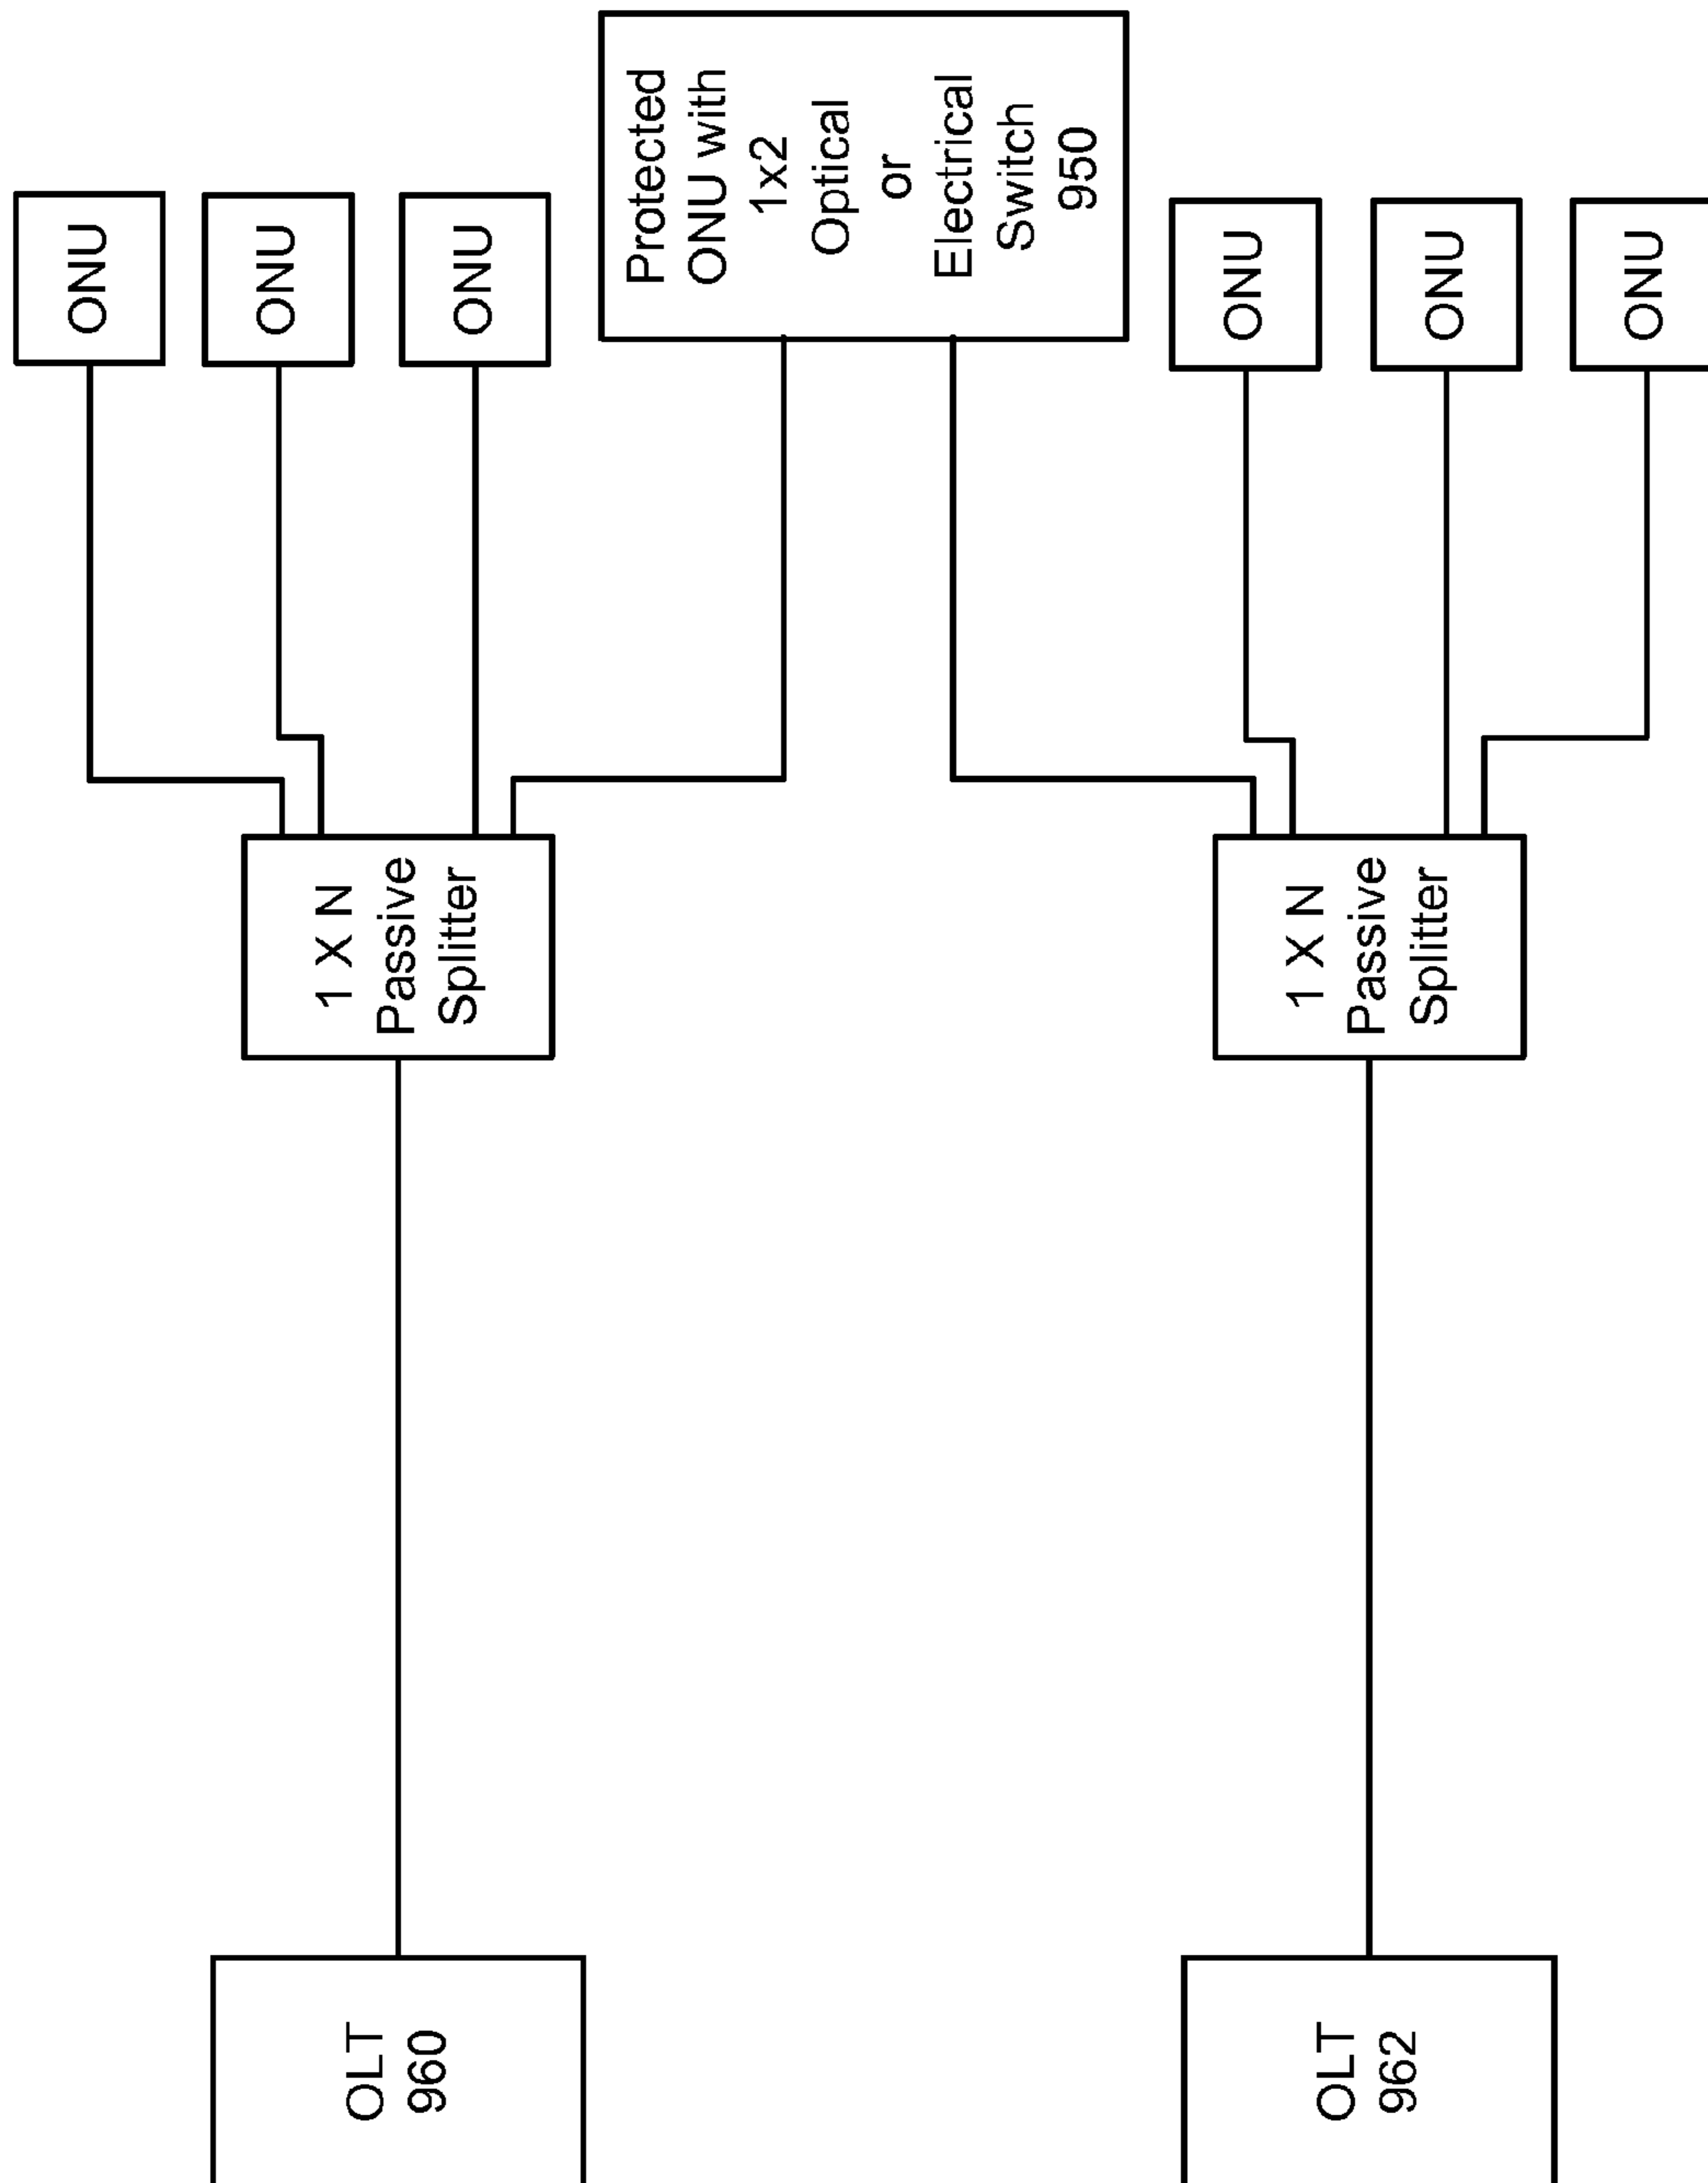 ONU
ONU
ONU
Protected
ONU with
1x2
Optical
or
Electrical
Switch
950
ONU
ONU
ONU
1 X N
Passive
Splitter
1 X N
Passive
Splitter
OLT
960
OLT
962